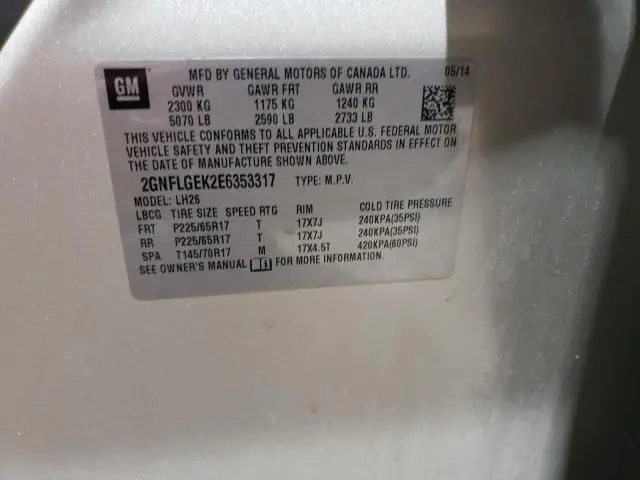 GM
MFD BY GENERAL MOTORS OF CANADA LTD. 05/14
GVWR GAWR FRT GAWR RR
2300 KG 1175 KG 1240 KG
5070 LB 2590 LB 2733 LB
THIS VEHICLE CONFORMS TO ALL APPLICABLE U.S. FEDERAL MOTOR
VEHICLE SAFETY AND THEFT PREVENTION STANDARDS IN EFFECT ON
THE DATE OF MANUFACTURE SHOWN ABOVE.
2GNFLGEK2E6353317 TYPE: M.P.V.
MODEL: LH26
LBCG TIRE SIZE SPEED RTG RIM COLD TIRE PRESSURE
FRT P225/65R17 T 17X7J 240KPA(35PSI)
RR P225/65R17 T 17X7J 240KPA(35PSI)
SPA T145/70R17 M 17X4.5T 420KPA(60PSI)
SEE OWNER'S MANUAL FOR MORE INFORMATION.